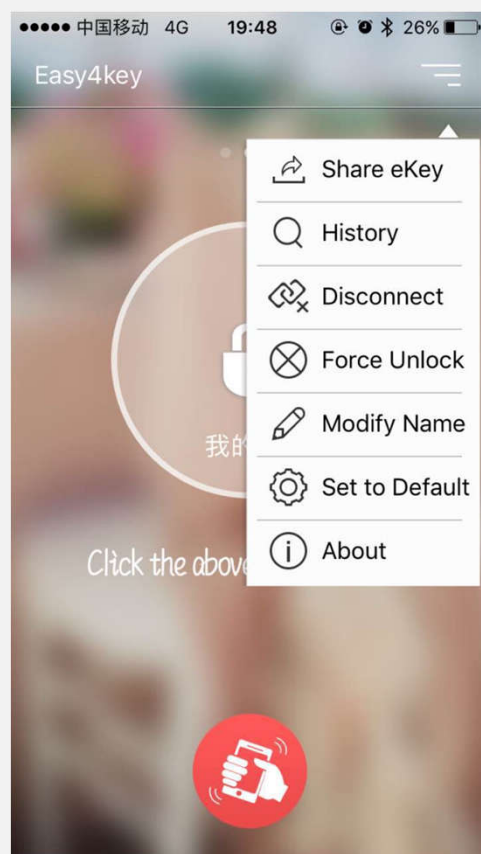 中国移动 4G 19:48 26%
Easy4key
Share eKey
History
Disconnect
Force Unlock
我的
Modify Name
Set to Default
Click the above
About